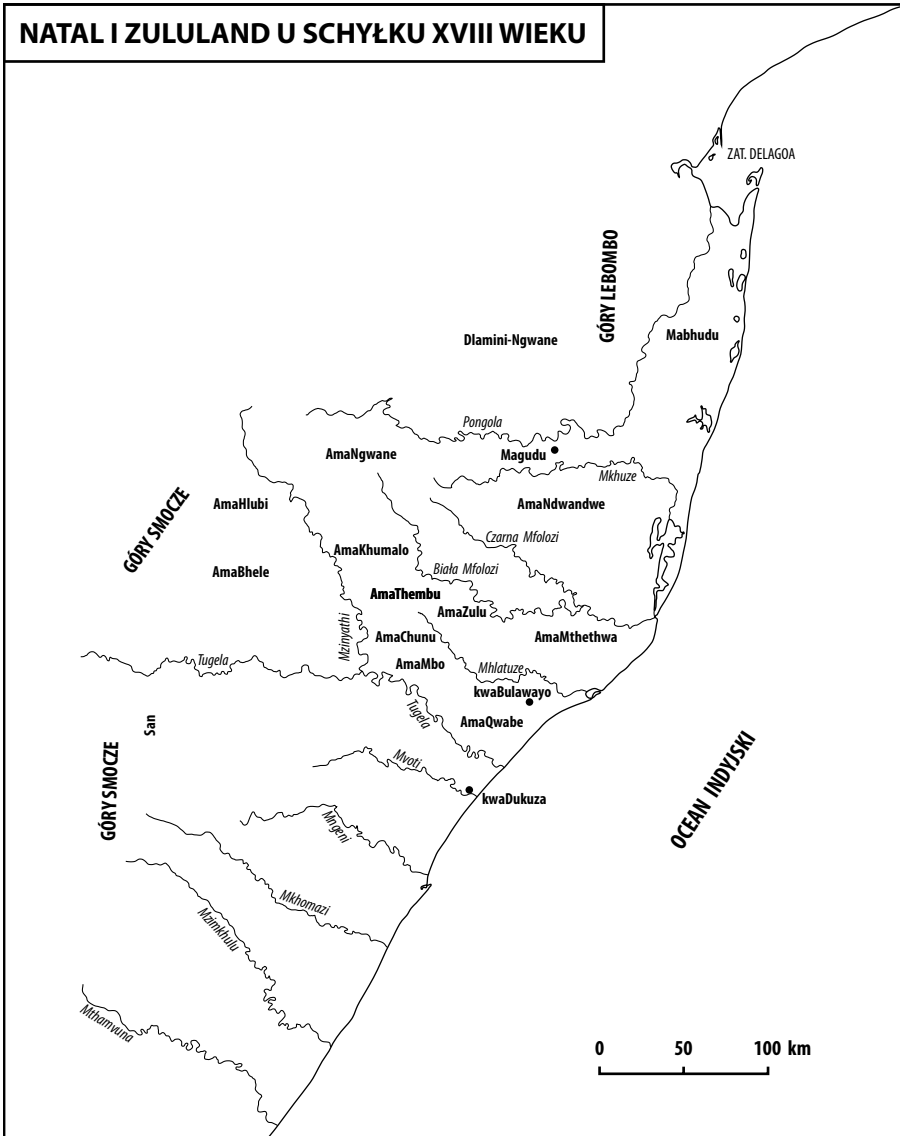 NATAL I ZULULAND U SCHYŁKU XVIII WIEKU
ZAT. DELAGOA
GÓRY LEBOMBO
Mabhudu
Dlamini-Ngwane
Pongola
AmaNgwane
Magudu
Mkhuze
GÓRY SMOCZE
AmaHlubi
AmaNdwandwe
Czarna Mfolozi
AmaKhumalo
AmaBhele
Biała Mfolozi
AmaThembu
AmaZulu
Mzinyathi
AmaChunu
AmaMthethwa
Tugela
AmaMbo
Mhlatuze
kwaBulawayo
Tugela
AmaQwabe
San
GÓRY SMOCZE
Mvoti
kwaDukuza
OCEAN INDYJSKI
Mngeni
Mkhomazi
Mzimkhulu
Mthamvuna
0 50 100 km